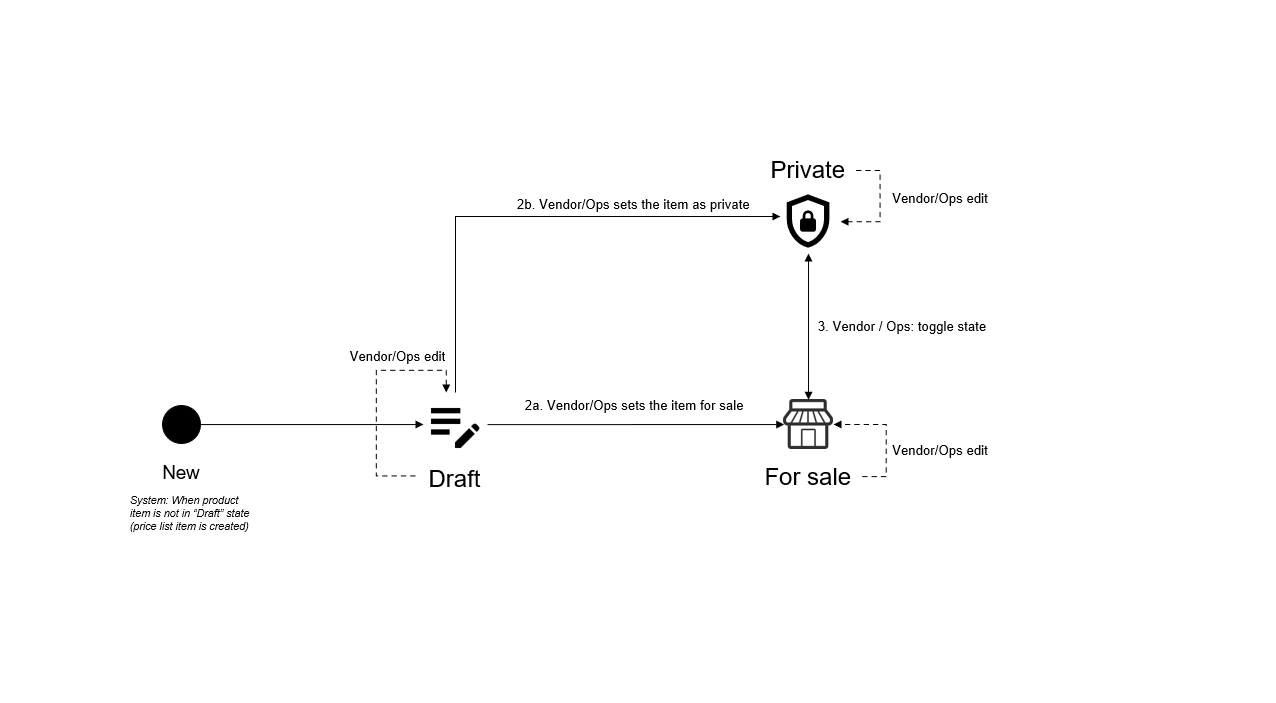 Private
Vendor/Ops edit
2b. Vendor/Ops sets the item as private
3. Vendor / Ops: toggle state
Vendor/Ops edit
2a. Vendor/Ops sets the item for sale
Vendor/Ops edit
New
Draft
For sale
System: When product
item is not in “Draft” state
(price list item is created)